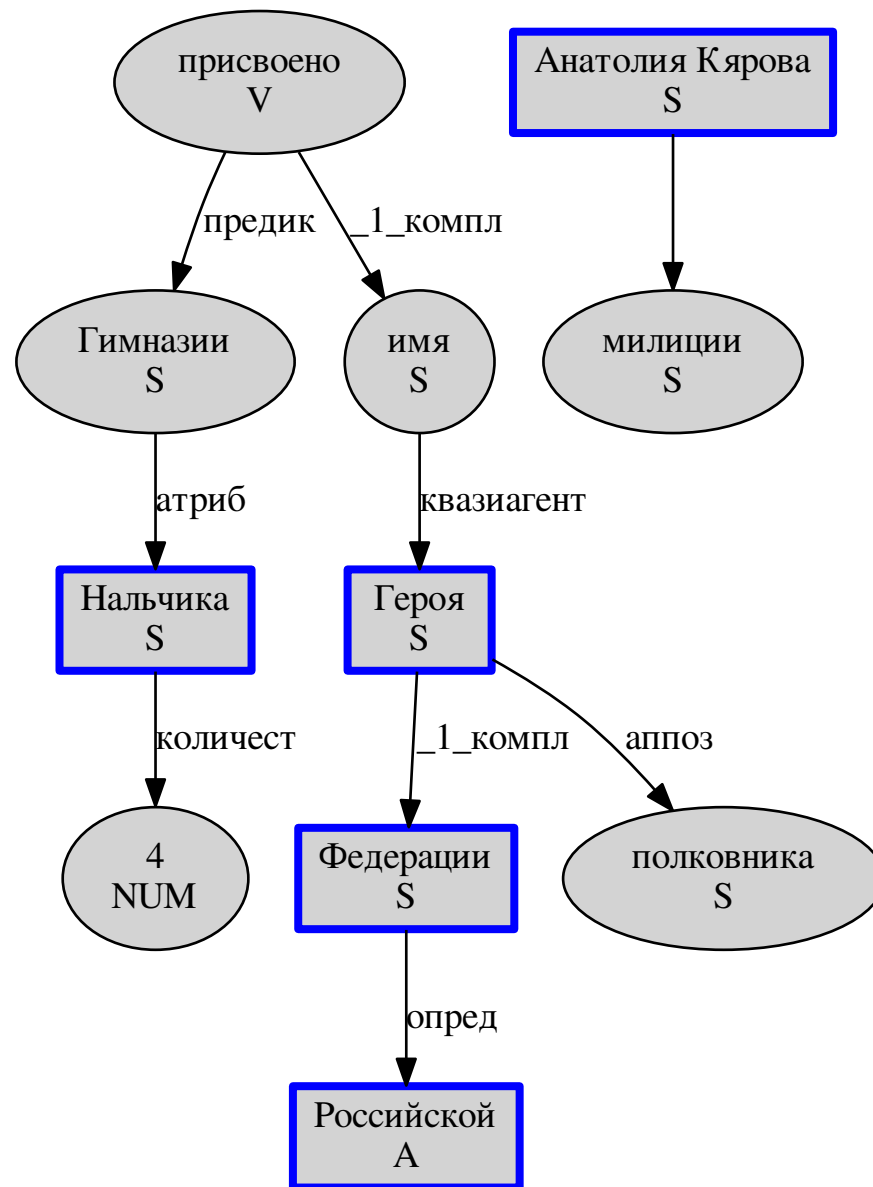 присвоено
V
Анатолия Кярова
S
предик
_1_компл
Гимназии
S
имя
S
милиции
S
атриб
квазиагент
Нальчика
S
Героя
S
количест
_1_компл
аппоз
4
NUM
Федерации
S
полковника
S
опред
Российской
A